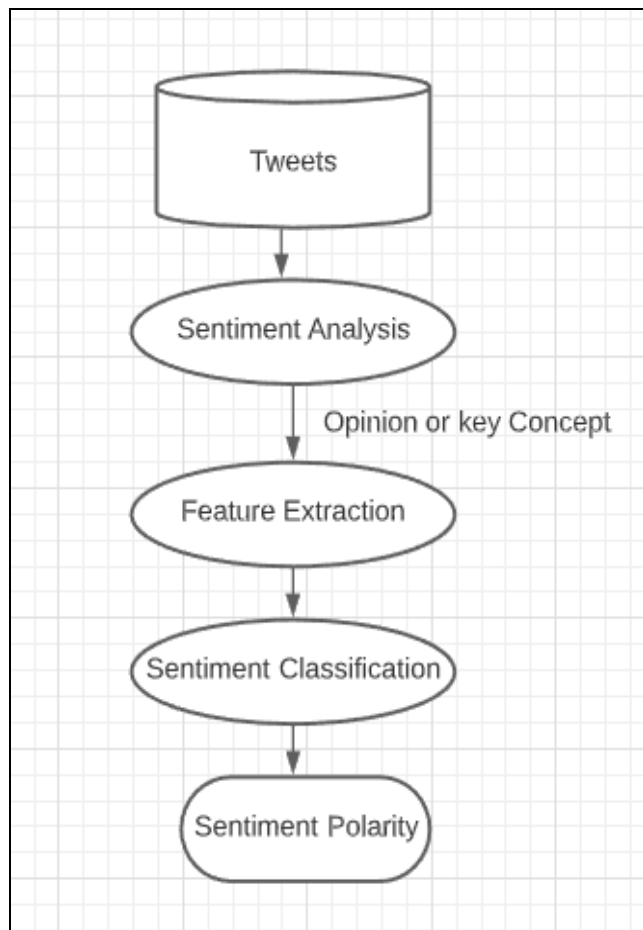 Tweets
Sentiment Analysis
Opinion or key Concept
Feature Extraction
Sentiment Classification
Sentiment Polarity